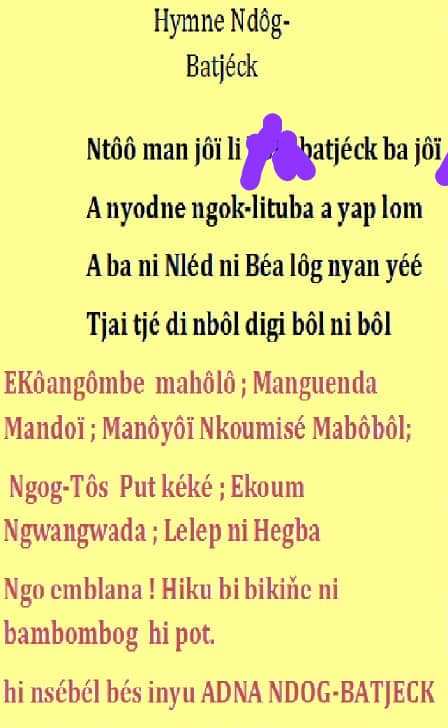 Hymne Ndôg-
Batjéck
Ntôô man jôï li batjéck ba jôï
A nyodne ngok-lituba a yap lom
A ba ni Nléd ni Béa lôg nyan yéé
Tjai tjé di nbôl digi bôl ni bôl
EKôangômbe mahôlô ; Manguenda
Mandoï ; Manôyôï Nkoumisé Mabôbôl;
Ngog-Tôs Put kéké ; Ekoum
Ngwangwada ; Lelep ni Hegba
Ngo emblana ! Hiku bi bikiňe ni
bambombog hi pot.
hi nsébél bés inyu ADNA NDOG-BATJECK